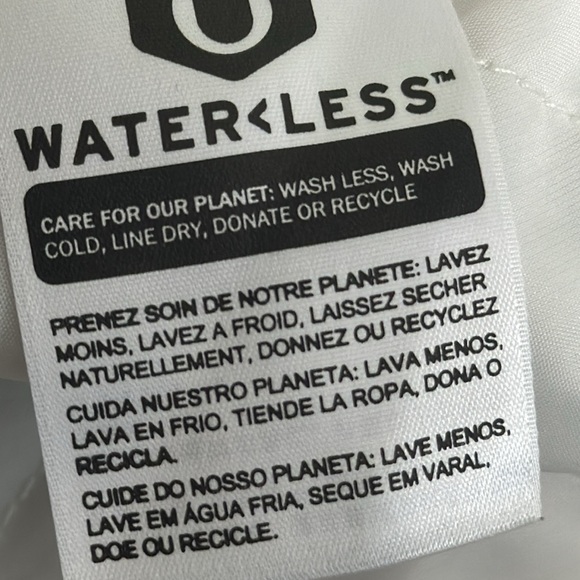 WATER<LESS™
CARE FOR OUR PLANET: WASH LESS, WASH
COLD, LINE DRY, DONATE OR RECYCLE
PRENEZ SOIN DE NOTRE PLANETE: LAVEZ
MOINS, LAVEZ A FROID, LAISSEZ SECHER
NATURELLEMENT, DONNEZ OU RECYCLEZ
CUIDA NUESTRO PLANETA: LAVA MENOS,
LAVA EN FRIO, TIENDE LA ROPA, DONA O
RECICLA.
CUIDE DO NOSSO PLANETA: LAVE MENOS,
LAVE EM ÁGUA FRIA, SEQUE EM VARAL,
DOE OU RECICLE.